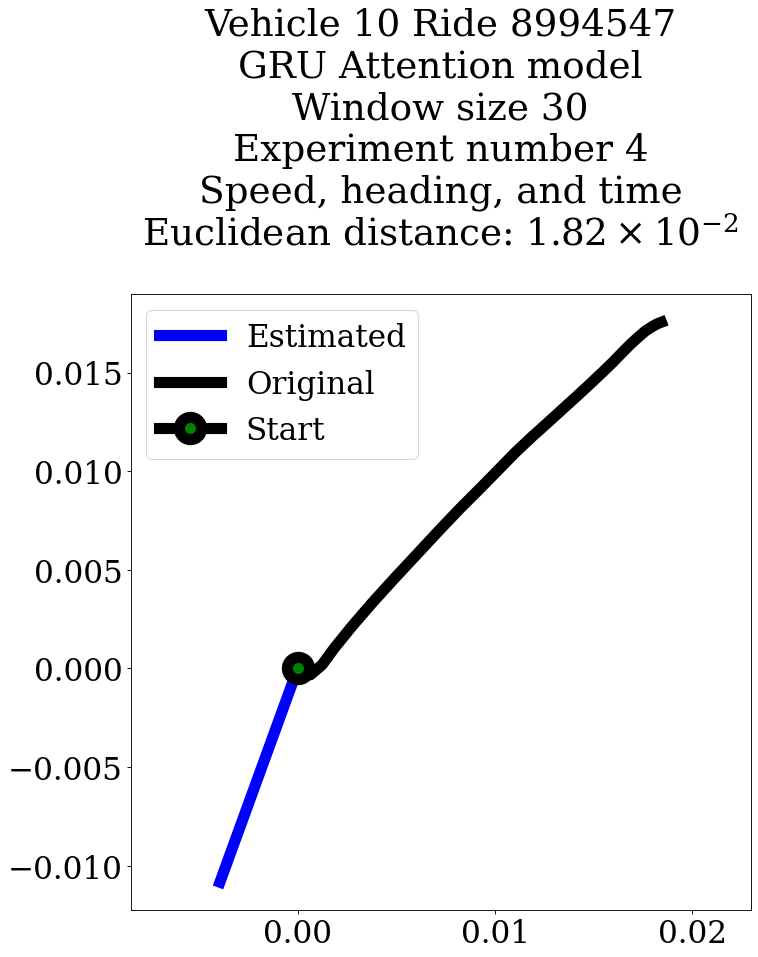 Vehicle 10 Ride 8994547
GRU Attention model
Window size 30
Experiment number 4
Speed, heading, and time
Euclidean distance: 1.82 × 10⁻²
Estimated
Original
Start
0.015
0.010
0.005
0.000
−0.005
−0.010
0.00 0.01 0.02